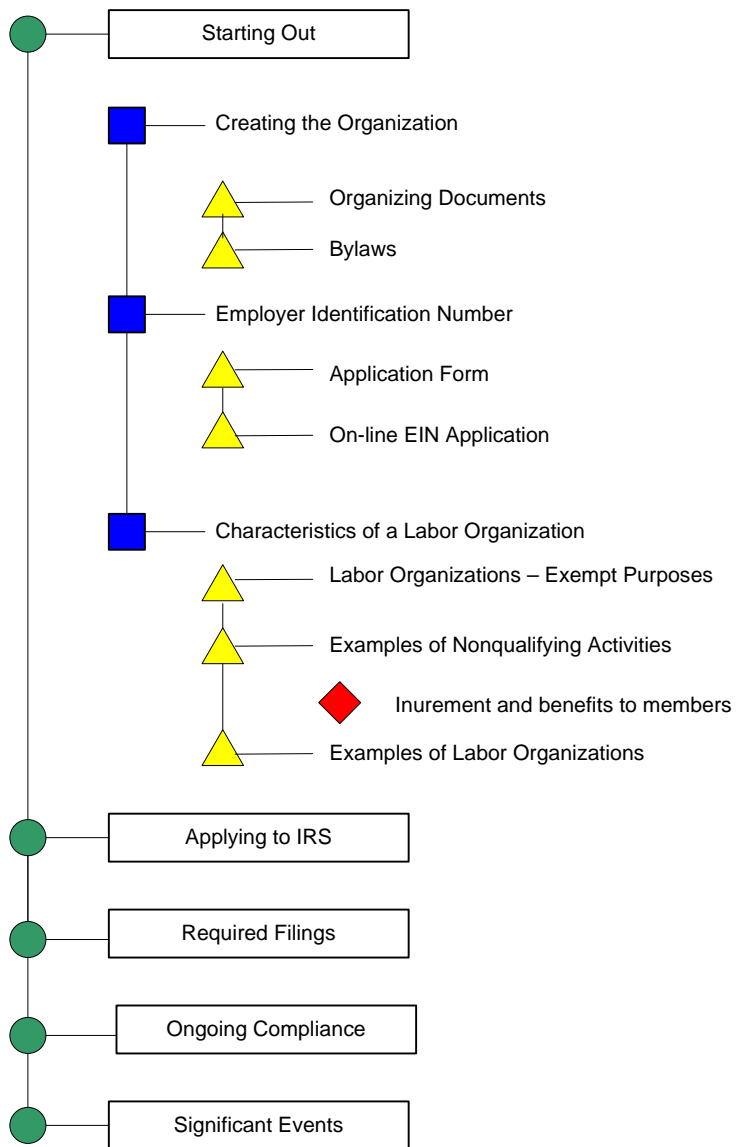 Starting Out
Creating the Organization
Organizing Documents
Bylaws
Employer Identification Number
Application Form
On-line EIN Application
Characteristics of a Labor Organization
Labor Organizations – Exempt Purposes
Examples of Nonqualifying Activities
Inurement and benefits to members
Examples of Labor Organizations
Applying to IRS
Required Filings
Ongoing Compliance
Significant Events